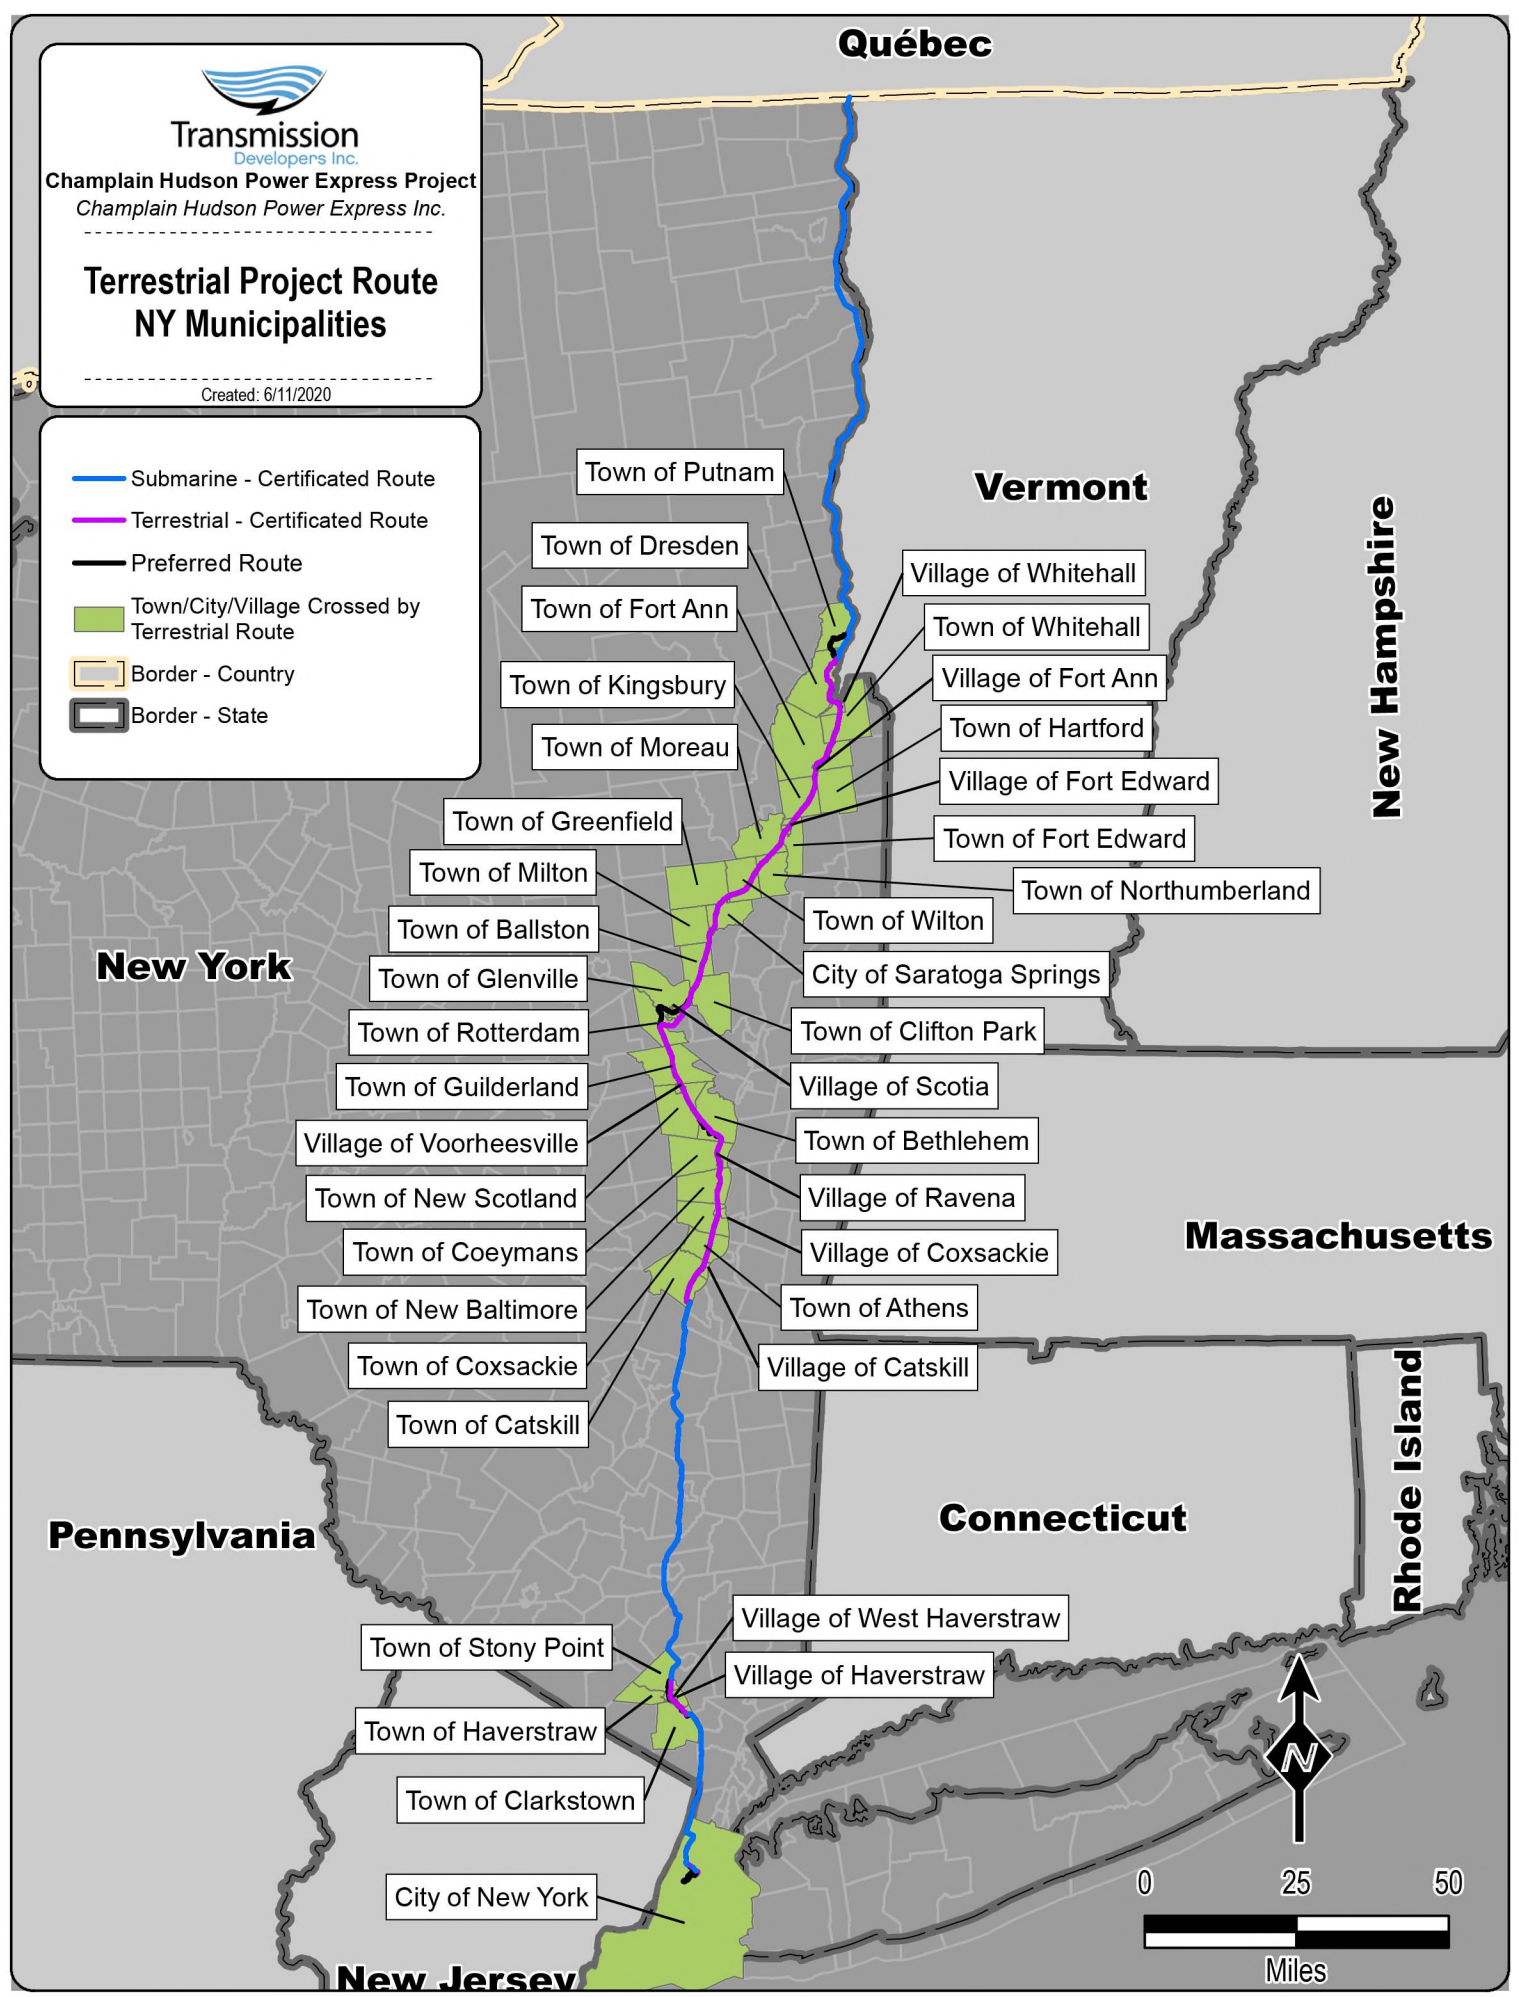 Québec
Transmission
Developers Inc.
Champlain Hudson Power Express Project
Champlain Hudson Power Express Inc.
Terrestrial Project Route
NY Municipalities
Created: 6/11/2020
Submarine - Certificated Route
Terrestrial - Certificated Route
Preferred Route
Town/City/Village Crossed by
Terrestrial Route
Border - Country
Border - State
Town of Putnam
Vermont
New Hampshire
Town of Dresden
Village of Whitehall
Town of Fort Ann
Town of Whitehall
Town of Kingsbury
Village of Fort Ann
Town of Moreau
Town of Hartford
Village of Fort Edward
Town of Greenfield
Town of Fort Edward
Town of Milton
Town of Northumberland
Town of Ballston
Town of Wilton
New York
Town of Glenville
City of Saratoga Springs
Town of Rotterdam
Town of Clifton Park
Town of Guilderland
Village of Scotia
Village of Voorheesville
Town of Bethlehem
Town of New Scotland
Village of Ravena
Massachusetts
Town of Coeymans
Village of Coxsackie
Town of New Baltimore
Town of Athens
Town of Coxsackie
Village of Catskill
Town of Catskill
Rhode Island
Connecticut
Pennsylvania
Village of West Haverstraw
Town of Stony Point
Village of Haverstraw
Town of Haverstraw
N
Town of Clarkstown
City of New York
0 25 50
Miles
New Jersey